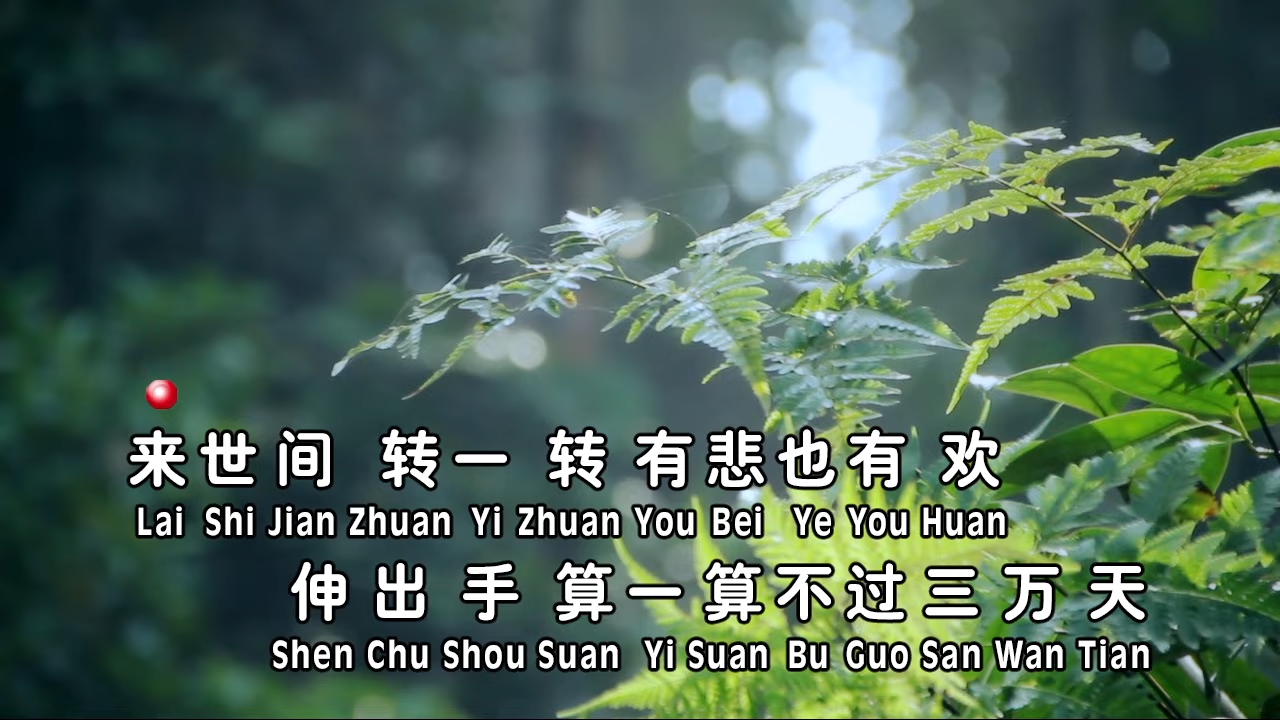 来世间 转一 转 有悲也有 欢
Lai Shi Jian Zhuan Yi Zhuan You Bei Ye You Huan
伸 出 手 算一 算不过三 万 天
Shen Chu Shou Suan Yi Suan Bu Guo San Wan Tian